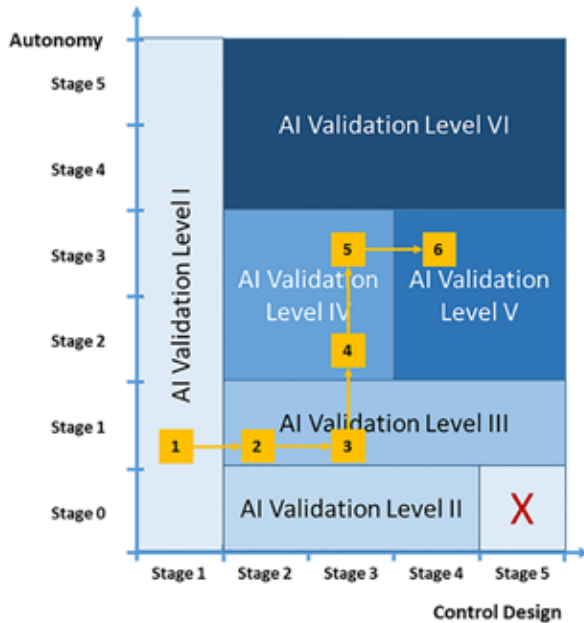 Autonomy
Stage 5
AI Validation Level VI
Stage 4
AI Validation Level I
Stage 3
5
6
AI Validation
Level IV
AI Validation
Level V
Stage 2
4
Stage 1
AI Validation Level III
1
2
3
Stage 0
AI Validation Level II
X
Stage 1
Stage 2
Stage 3
Stage 4
Stage 5
Control Design